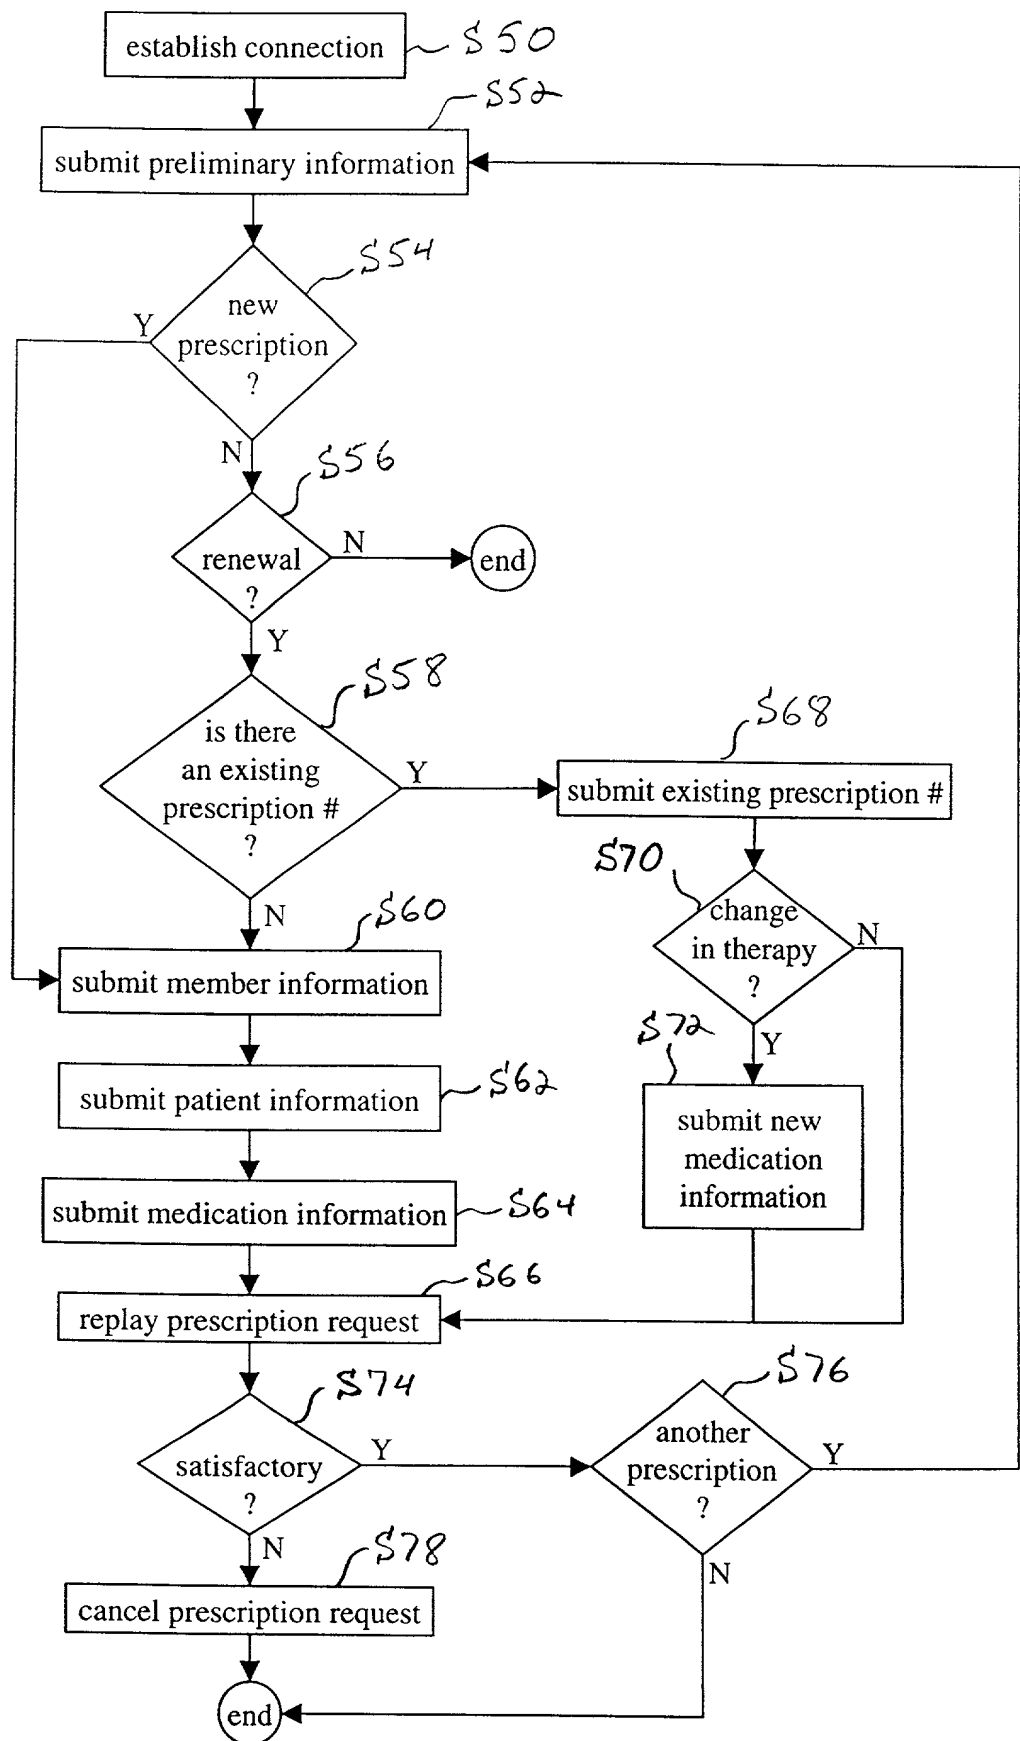 establish connection
S50
S52
submit preliminary information
S54
new
prescription
?
Y
N
S56
renewal
?
N
end
Y
S58
is there
an existing
prescription #
?
Y
N
S68
submit existing prescription #
S70
change
in therapy
?
N
Y
S72
submit new
medication
information
S60
submit member information
S62
submit patient information
S64
submit medication information
S66
replay prescription request
S74
satisfactory
?
Y
N
S76
another
prescription
?
Y
N
S78
cancel prescription request
end